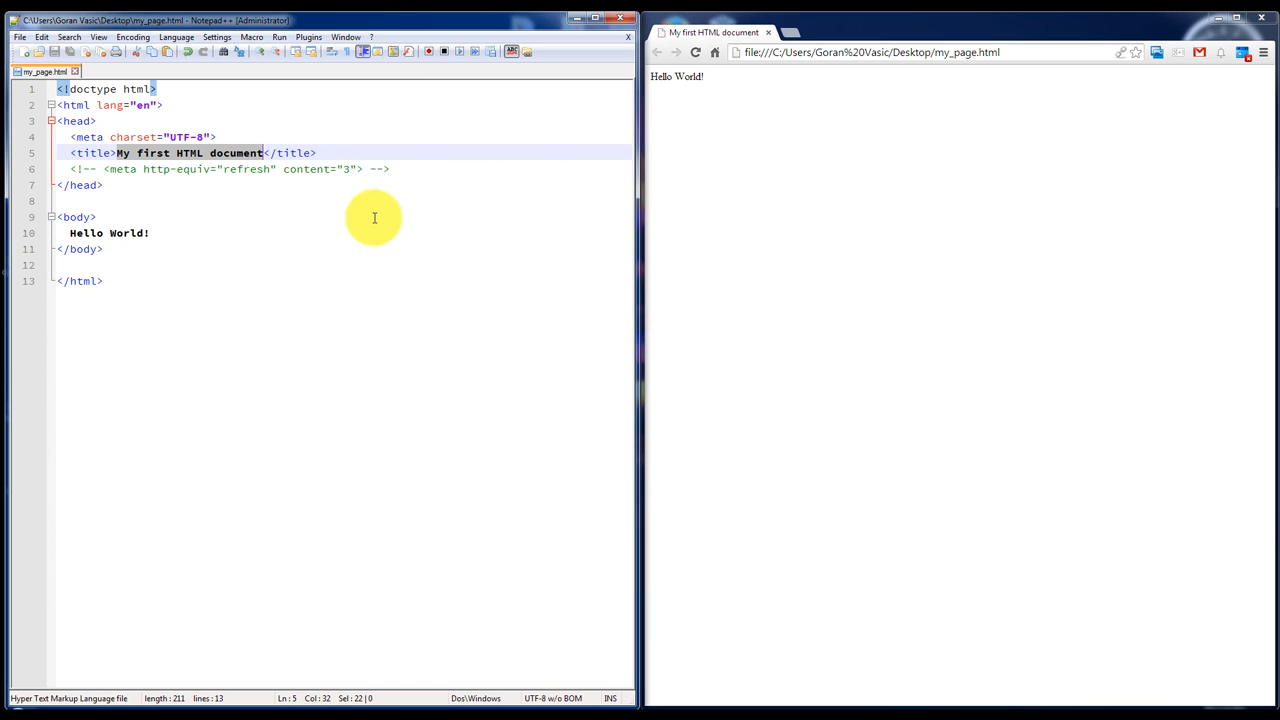 C:\Users\Goran Vasic\Desktop\my_page.html - Notepad++ [Administrator]
File Edit Search View Encoding Language Settings Macro Run Plugins Window ?
X
my_page.html
1 <!doctype html>
2 <html lang="en">
3 <head>
4 <meta charset="UTF-8">
5 <title>My first HTML document</title>
6 <!-- <meta http-equiv="refresh" content="3"> -->
7 </head>
8
9 <body>
10 Hello World!
11 </body>
12
13 </html>
Hyper Text Markup Language file length : 211 lines : 13 Ln : 5 Col : 32 Sel : 22 | 0 Dos\Windows UTF-8 w/o BOM INS
My first HTML document
file:///C:/Users/Goran%20Vasic/Desktop/my_page.html
Hello World!